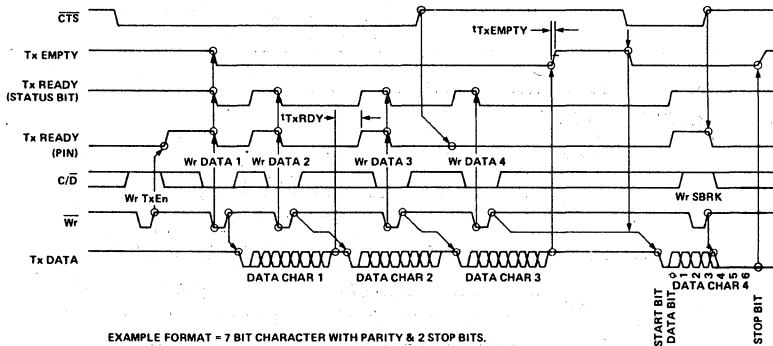 CTS
tTxEMPTY
Tx EMPTY
Tx READY
(STATUS BIT)
tTxRDY
Tx READY
(PIN)
Wr DATA 1
Wr DATA 2
Wr DATA 3
Wr DATA 4
C/D
Wr TxEn
Wr SBRK
Wr
Tx DATA
DATA CHAR 1
DATA CHAR 2
DATA CHAR 3
DATA CHAR 4
START BIT
DATA BIT
0 1 2 3 4 5 6
STOP BIT
EXAMPLE FORMAT = 7 BIT CHARACTER WITH PARITY & 2 STOP BITS.